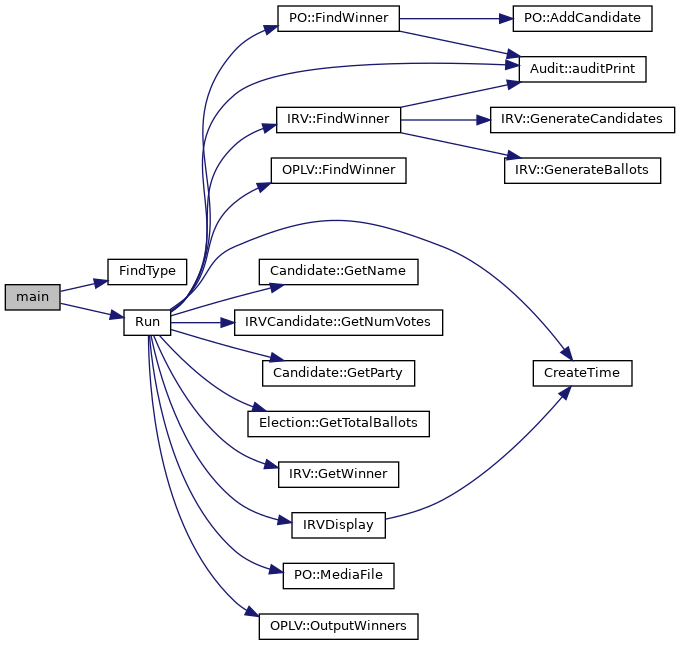 main
FindType
Run
PO::FindWinner
IRV::FindWinner
OPLV::FindWinner
Candidate::GetName
IRVCandidate::GetNumVotes
Candidate::GetParty
Election::GetTotalBallots
IRV::GetWinner
IRVDisplay
PO::MediaFile
OPLV::OutputWinners
PO::AddCandidate
Audit::auditPrint
IRV::GenerateCandidates
IRV::GenerateBallots
CreateTime